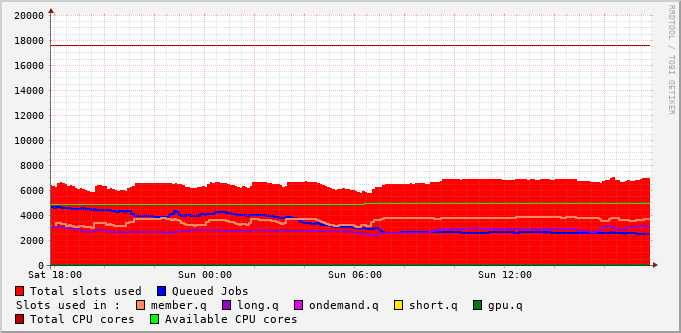 20000
18000
16000
14000
12000
10000
8000
6000
4000
2000
0
Sat 18:00 Sun 00:00 Sun 06:00 Sun 12:00
RRDTOOL / TOBI OETIKER
Total slots used Queued Jobs
Slots used in : member.q long.q ondemand.q short.q gpu.q
Total CPU cores Available CPU cores